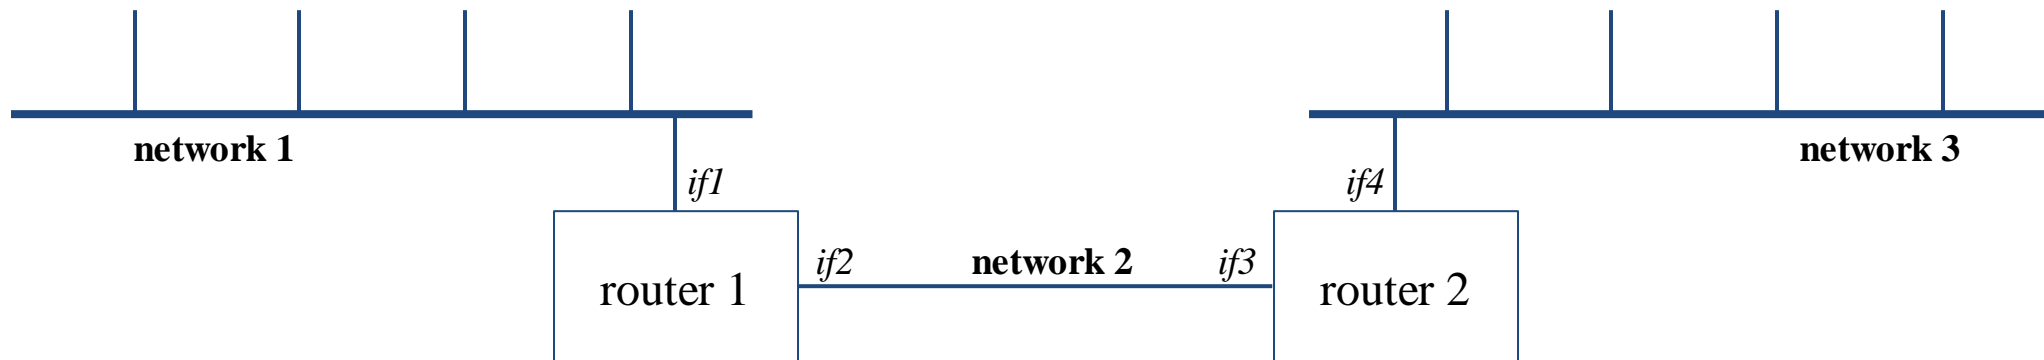 network 1
network 3
if1
if4
if2
network 2
if3
router 1
router 2